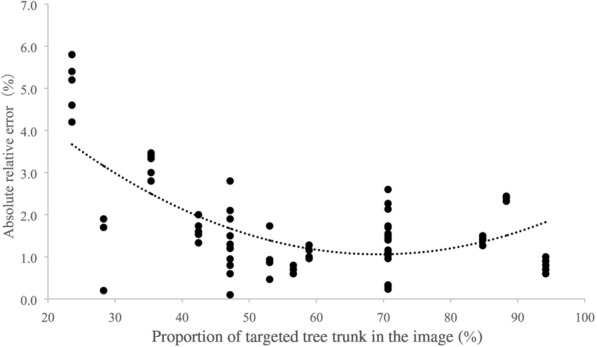 Absolute relative error (%)
7.0
6.0
5.0
4.0
3.0
2.0
1.0
0.0
20 30 40 50 60 70 80 90 100
Proportion of targeted tree trunk in the image (%)